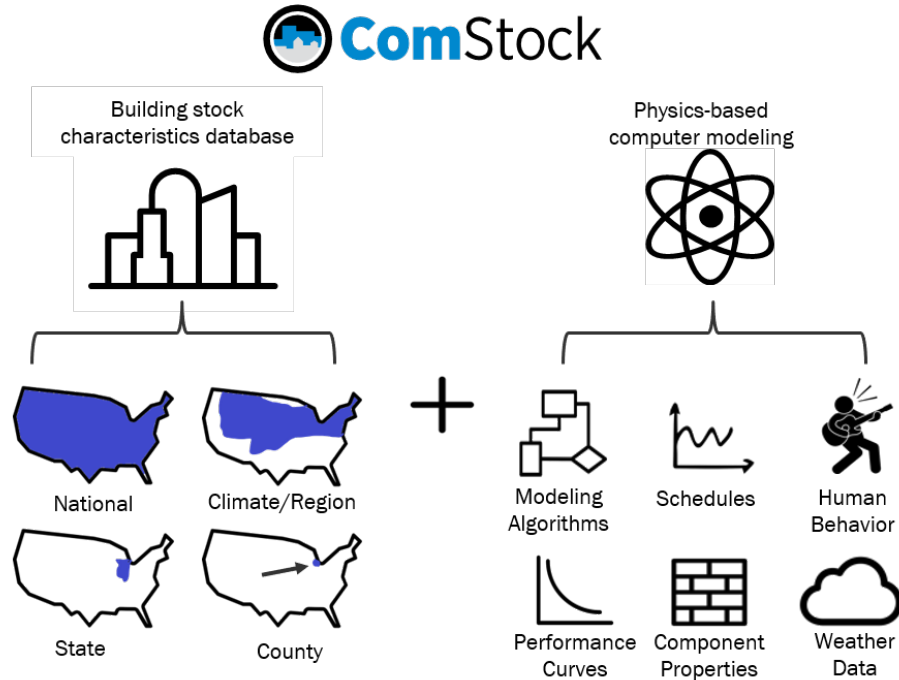 ComStock
Building stock
characteristics database
Physics-based
computer modeling
National
Climate/Region
State
County
Modeling
Algorithms
Schedules
Human
Behavior
Performance
Curves
Component
Properties
Weather
Data